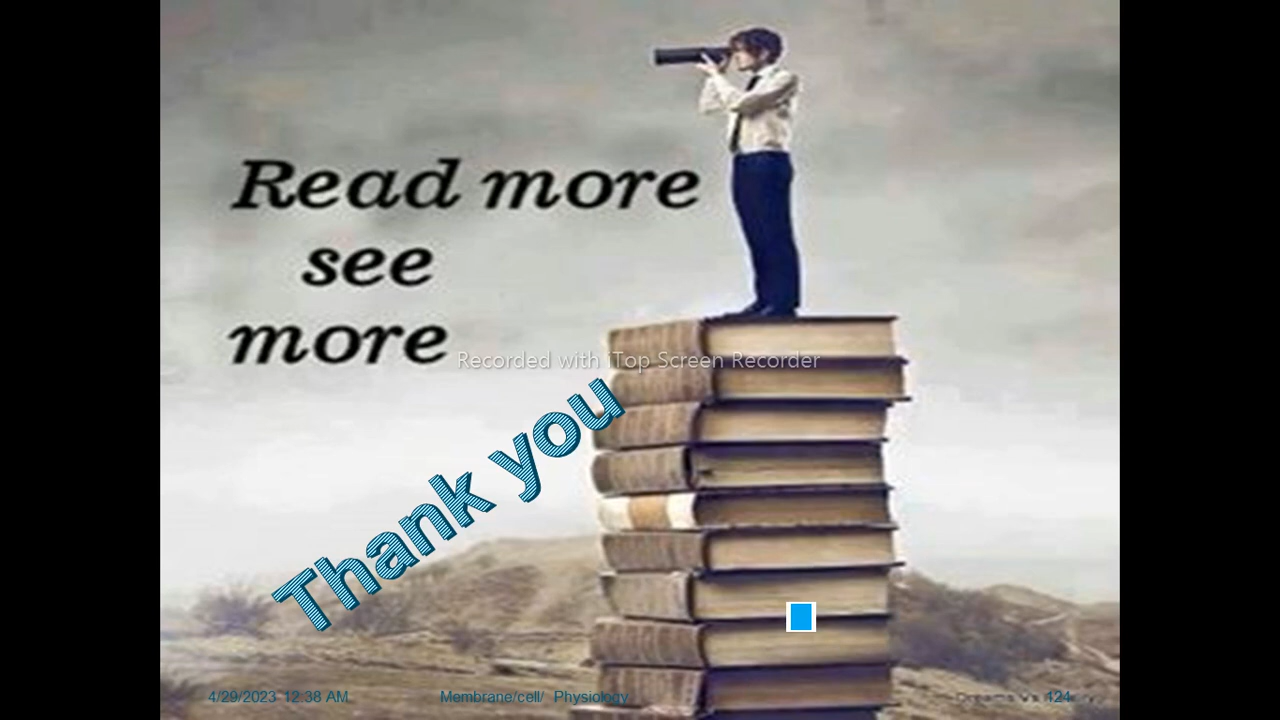 Read more
see
more
Recorded with iTop Screen Recorder
Thank you
4/29/2023 12:38 AM
Membrane/cell/ Physiology
124